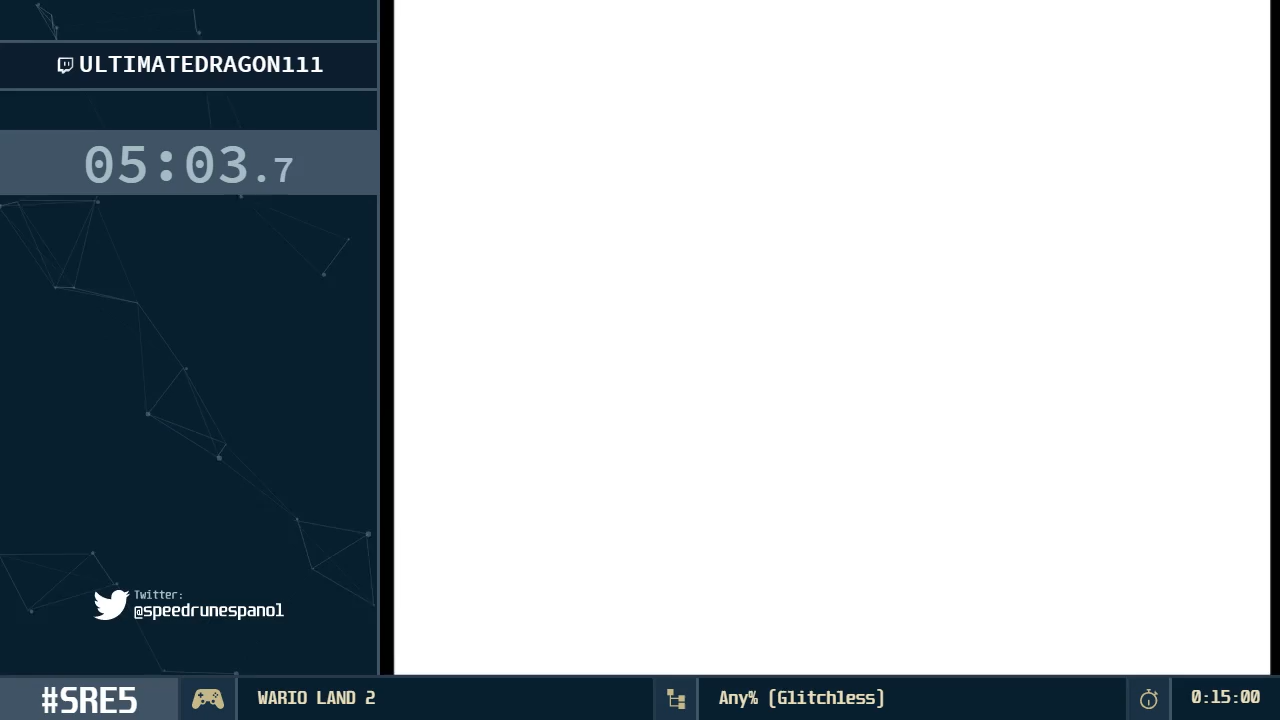 ULTIMATEDRAGON111
05:03.7
Twitter:
@speedrunespanol
#SRE5
WARIO LAND 2
Any% (Glitchless)
0:15:00